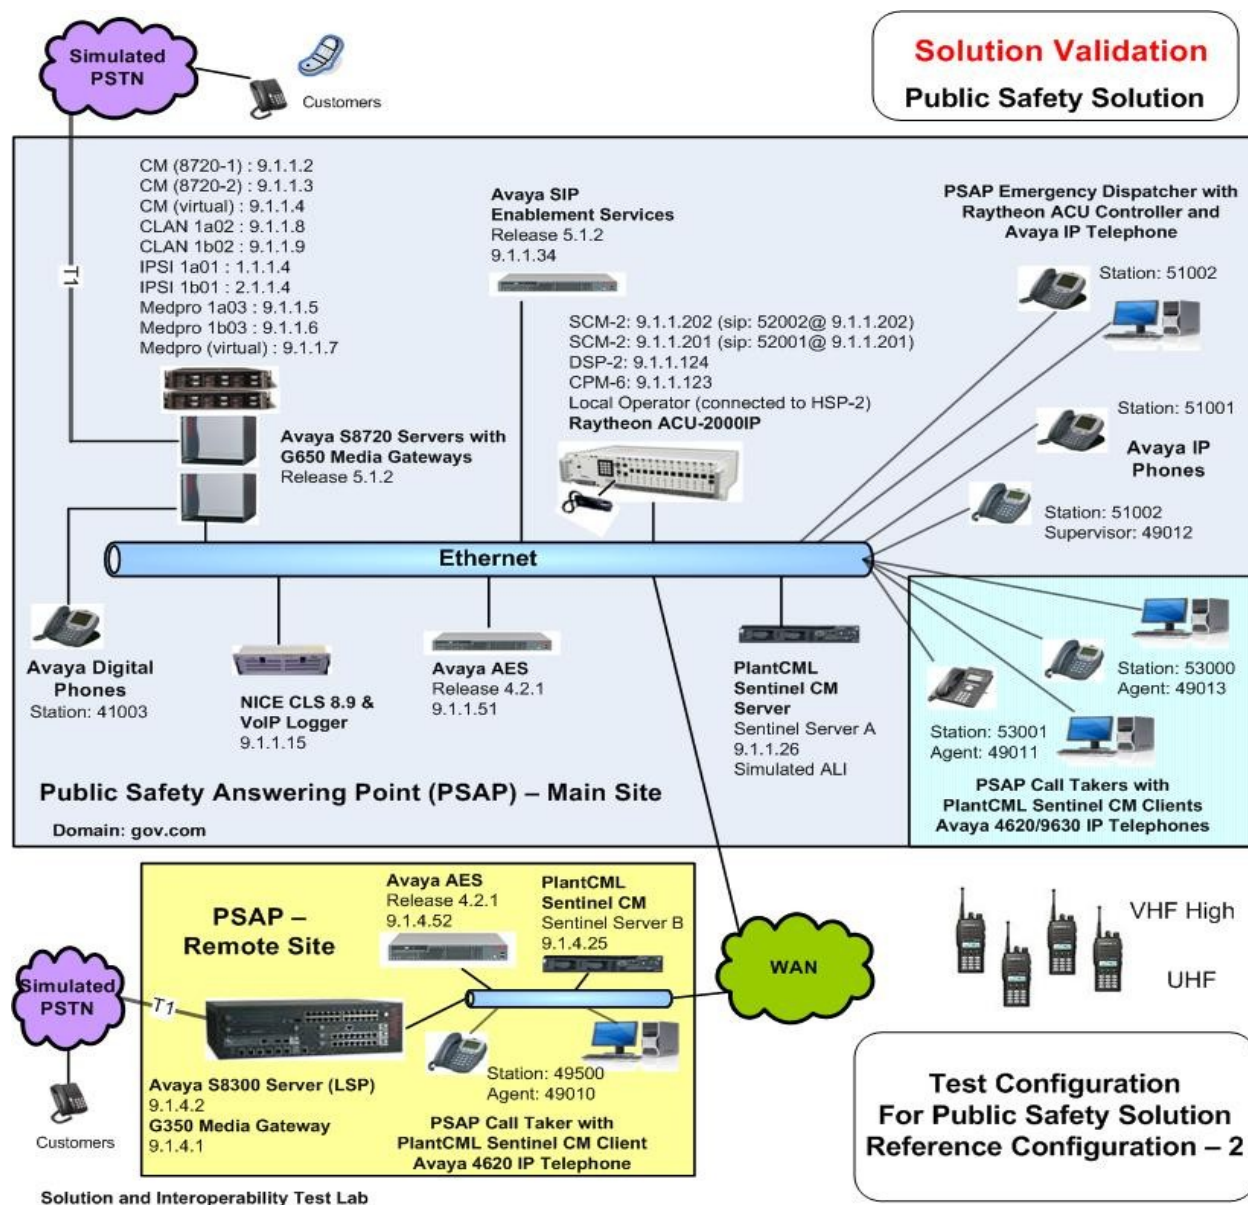 Simulated
PSTN
Customers
Solution Validation
Public Safety Solution
T1
CM (8720-1) : 9.1.1.2
CM (8720-2) : 9.1.1.3
CM (virtual) : 9.1.1.4
CLAN 1a02 : 9.1.1.8
CLAN 1b02 : 9.1.1.9
IPSI 1a01 : 1.1.1.4
IPSI 1b01 : 2.1.1.4
Medpro 1a03 : 9.1.1.5
Medpro 1b03 : 9.1.1.6
Medpro (virtual) : 9.1.1.7
Avaya S8720 Servers with
G650 Media Gateways
Release 5.1.2
Avaya SIP
Enablement Services
Release 5.1.2
9.1.1.34
SCM-2: 9.1.1.202 (sip: 52002@ 9.1.1.202)
SCM-2: 9.1.1.201 (sip: 52001@ 9.1.1.201)
DSP-2: 9.1.1.124
CPM-6: 9.1.1.123
Local Operator (connected to HSP-2)
Raytheon ACU-2000IP
PSAP Emergency Dispatcher with
Raytheon ACU Controller and
Avaya IP Telephone
Station: 51002
Station: 51001
Avaya IP
Phones
Station: 51002
Supervisor: 49012
Ethernet
Avaya Digital
Phones
Station: 41003
NICE CLS 8.9 &
VoIP Logger
9.1.1.15
Avaya AES
Release 4.2.1
9.1.1.51
PlantCML
Sentinel CM
Server
Sentinel Server A
9.1.1.26
Simulated ALI
Station: 53000
Agent: 49013
Station: 53001
Agent: 49011
PSAP Call Takers with
PlantCML Sentinel CM Clients
Avaya 4620/9630 IP Telephones
Public Safety Answering Point (PSAP) – Main Site
Domain: gov.com
PSAP –
Remote Site
Avaya AES
Release 4.2.1
9.1.4.52
PlantCML
Sentinel CM
Sentinel Server B
9.1.4.25
WAN
VHF High
UHF
Simulated
PSTN
T1
Customers
Avaya S8300 Server (LSP)
9.1.4.2
G350 Media Gateway
9.1.4.1
Station: 49500
Agent: 49010
PSAP Call Taker with
PlantCML Sentinel CM Client
Avaya 4620 IP Telephone
Test Configuration
For Public Safety Solution
Reference Configuration – 2
Solution and Interoperability Test Lab